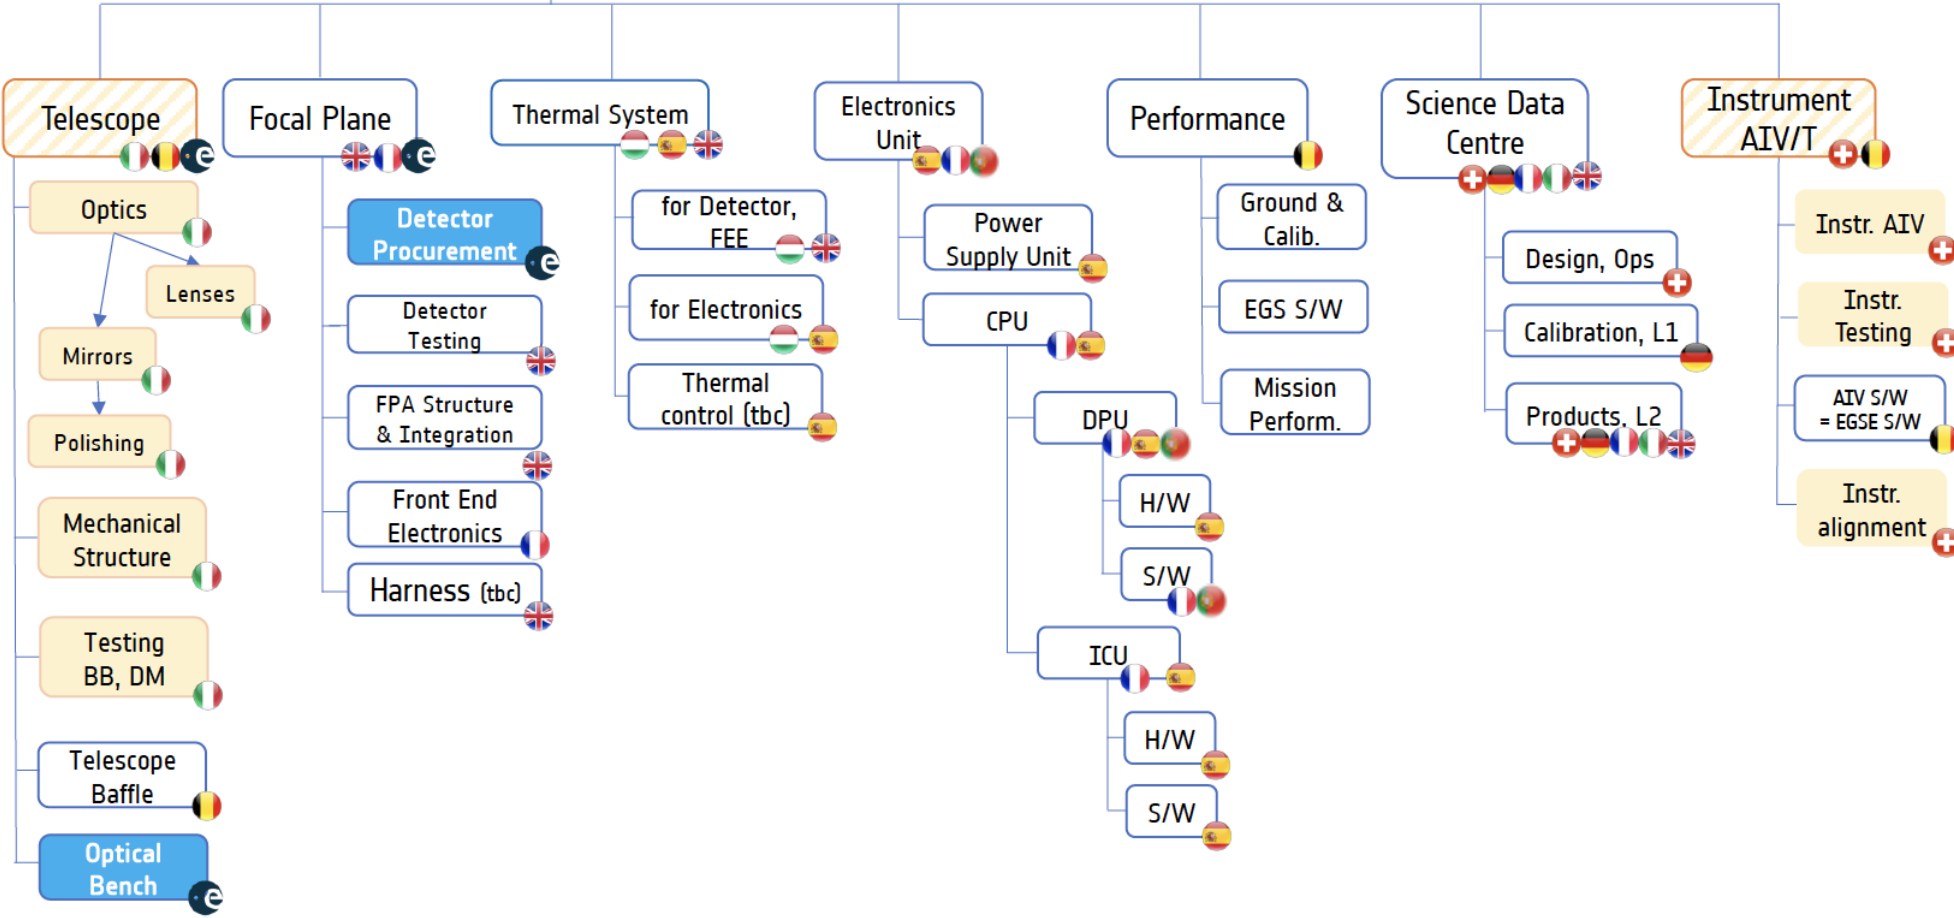 Telescope
Optics
Lenses
Mirrors
Polishing
Mechanical
Structure
Testing
BB, DM
Telescope
Baffle
Optical
Bench
Focal Plane
Detector
Procurement
Detector
Testing
FPA Structure
& Integration
Front End
Electronics
Harness (tbc)
Thermal System
for Detector,
FEE
for Electronics
Thermal
control (tbc)
Electronics
Unit
Power
Supply Unit
CPU
DPU
H/W
S/W
ICU
H/W
S/W
Performance
Ground &
Calib.
EGS S/W
Mission
Perform.
Science Data
Centre
Design, Ops
Calibration, L1
Products, L2
Instrument
AIV/T
Instr. AIV
Instr.
Testing
AIV S/W
= EGSE S/W
Instr.
alignment